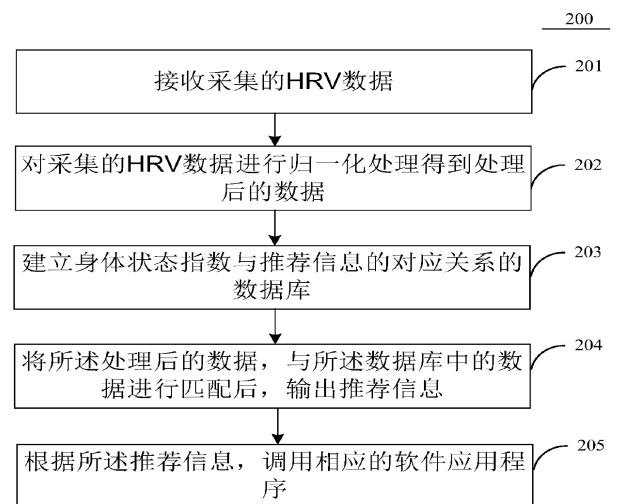 200
接收采集的HRV数据
201
对采集的HRV数据进行归一化处理得到处理
后的数据
202
建立身体状态指数与推荐信息的对应关系的
数据库
203
将所述处理后的数据，与所述数据库中的数
据进行匹配后，输出推荐信息
204
根据所述推荐信息，调用相应的软件应用程
序
205